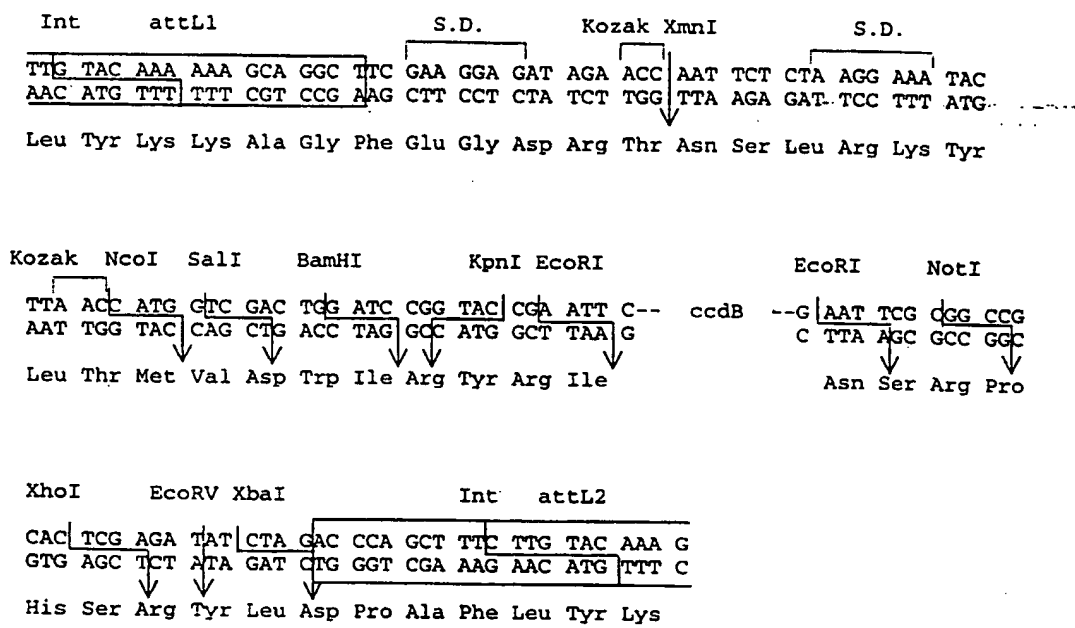 Int attL1 S.D. Kozak XmnI S.D.
TTG TAC AAA AAA GCA GGC TTC GAA GGA GAT AGA ACC AAT TCT CTA AGG AAA TAC
AAC ATG TTT TTT CGT CCG AAG CTT CCT CTA TCT TGG TTA AGA GAT TCC TTT ATG
Leu Tyr Lys Lys Ala Gly Phe Glu Gly Asp Arg Thr Asn Ser Leu Arg Lys Tyr
Kozak NcoI SalI BamHI KpnI EcoRI EcoRI NotI
TTA ACC ATG GTC GAC TGG ATC CGG TAC CGA ATT C-- ccdB --G AAT TCG CGG CCG
AAT TGG TAC CAG CTG ACC TAG GCC ATG GCT TAA G C TTA AGC GCC GGC
Leu Thr Met Val Asp Trp Ile Arg Tyr Arg Ile Asn Ser Arg Pro
XhoI EcoRV XbaI Int attL2
CAC TCG AGA TAT CTA GAC CCA GCT TTC TTG TAC AAA G
GTG AGC TCT ATA GAT CTG GGT CGA AAG AAC ATG TTT C
His Ser Arg Tyr Leu Asp Pro Ala Phe Leu Tyr Lys